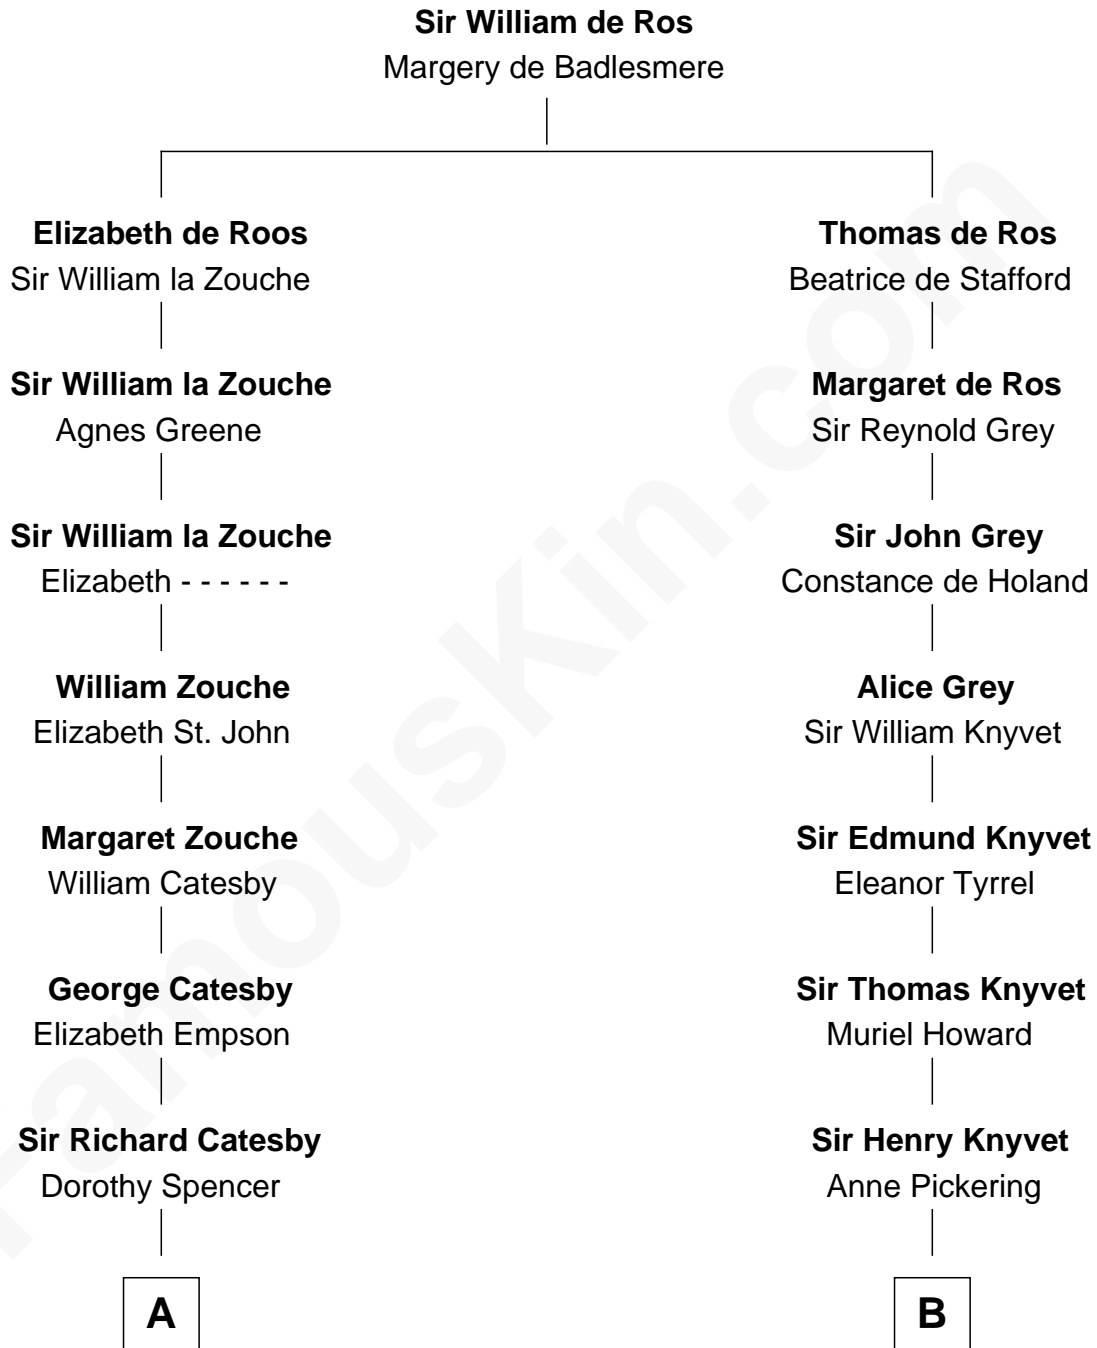 Sir William de Ros
Margery de Badlesmere
Elizabeth de Roos
Sir William la Zouche
Thomas de Ros
Beatrice de Stafford
Sir William la Zouche
Agnes Greene
Margaret de Ros
Sir Reynold Grey
Sir William la Zouche
Elizabeth - - - - - -
Sir John Grey
Constance de Holand
William Zouche
Elizabeth St. John
Alice Grey
Sir William Knyvet
Margaret Zouche
William Catesby
Sir Edmund Knyvet
Eleanor Tyrrel
George Catesby
Elizabeth Empson
Sir Thomas Knyvet
Muriel Howard
Sir Richard Catesby
Dorothy Spencer
Sir Henry Knyvet
Anne Pickering
A
B
FamousKin.com